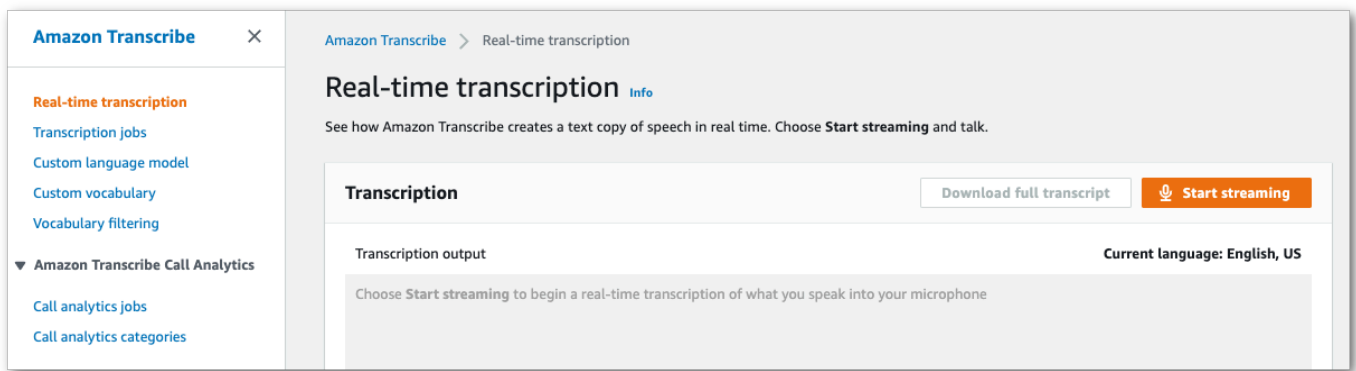 Amazon Transcribe
Real-time transcription
Transcription jobs
Custom language model
Custom vocabulary
Vocabulary filtering
Amazon Transcribe Call Analytics
Call analytics jobs
Call analytics categories
Amazon Transcribe > Real-time transcription
Real-time transcription Info
See how Amazon Transcribe creates a text copy of speech in real time. Choose Start streaming and talk.
Transcription
Download full transcript
Start streaming
Transcription output
Current language: English, US
Choose Start streaming to begin a real-time transcription of what you speak into your microphone